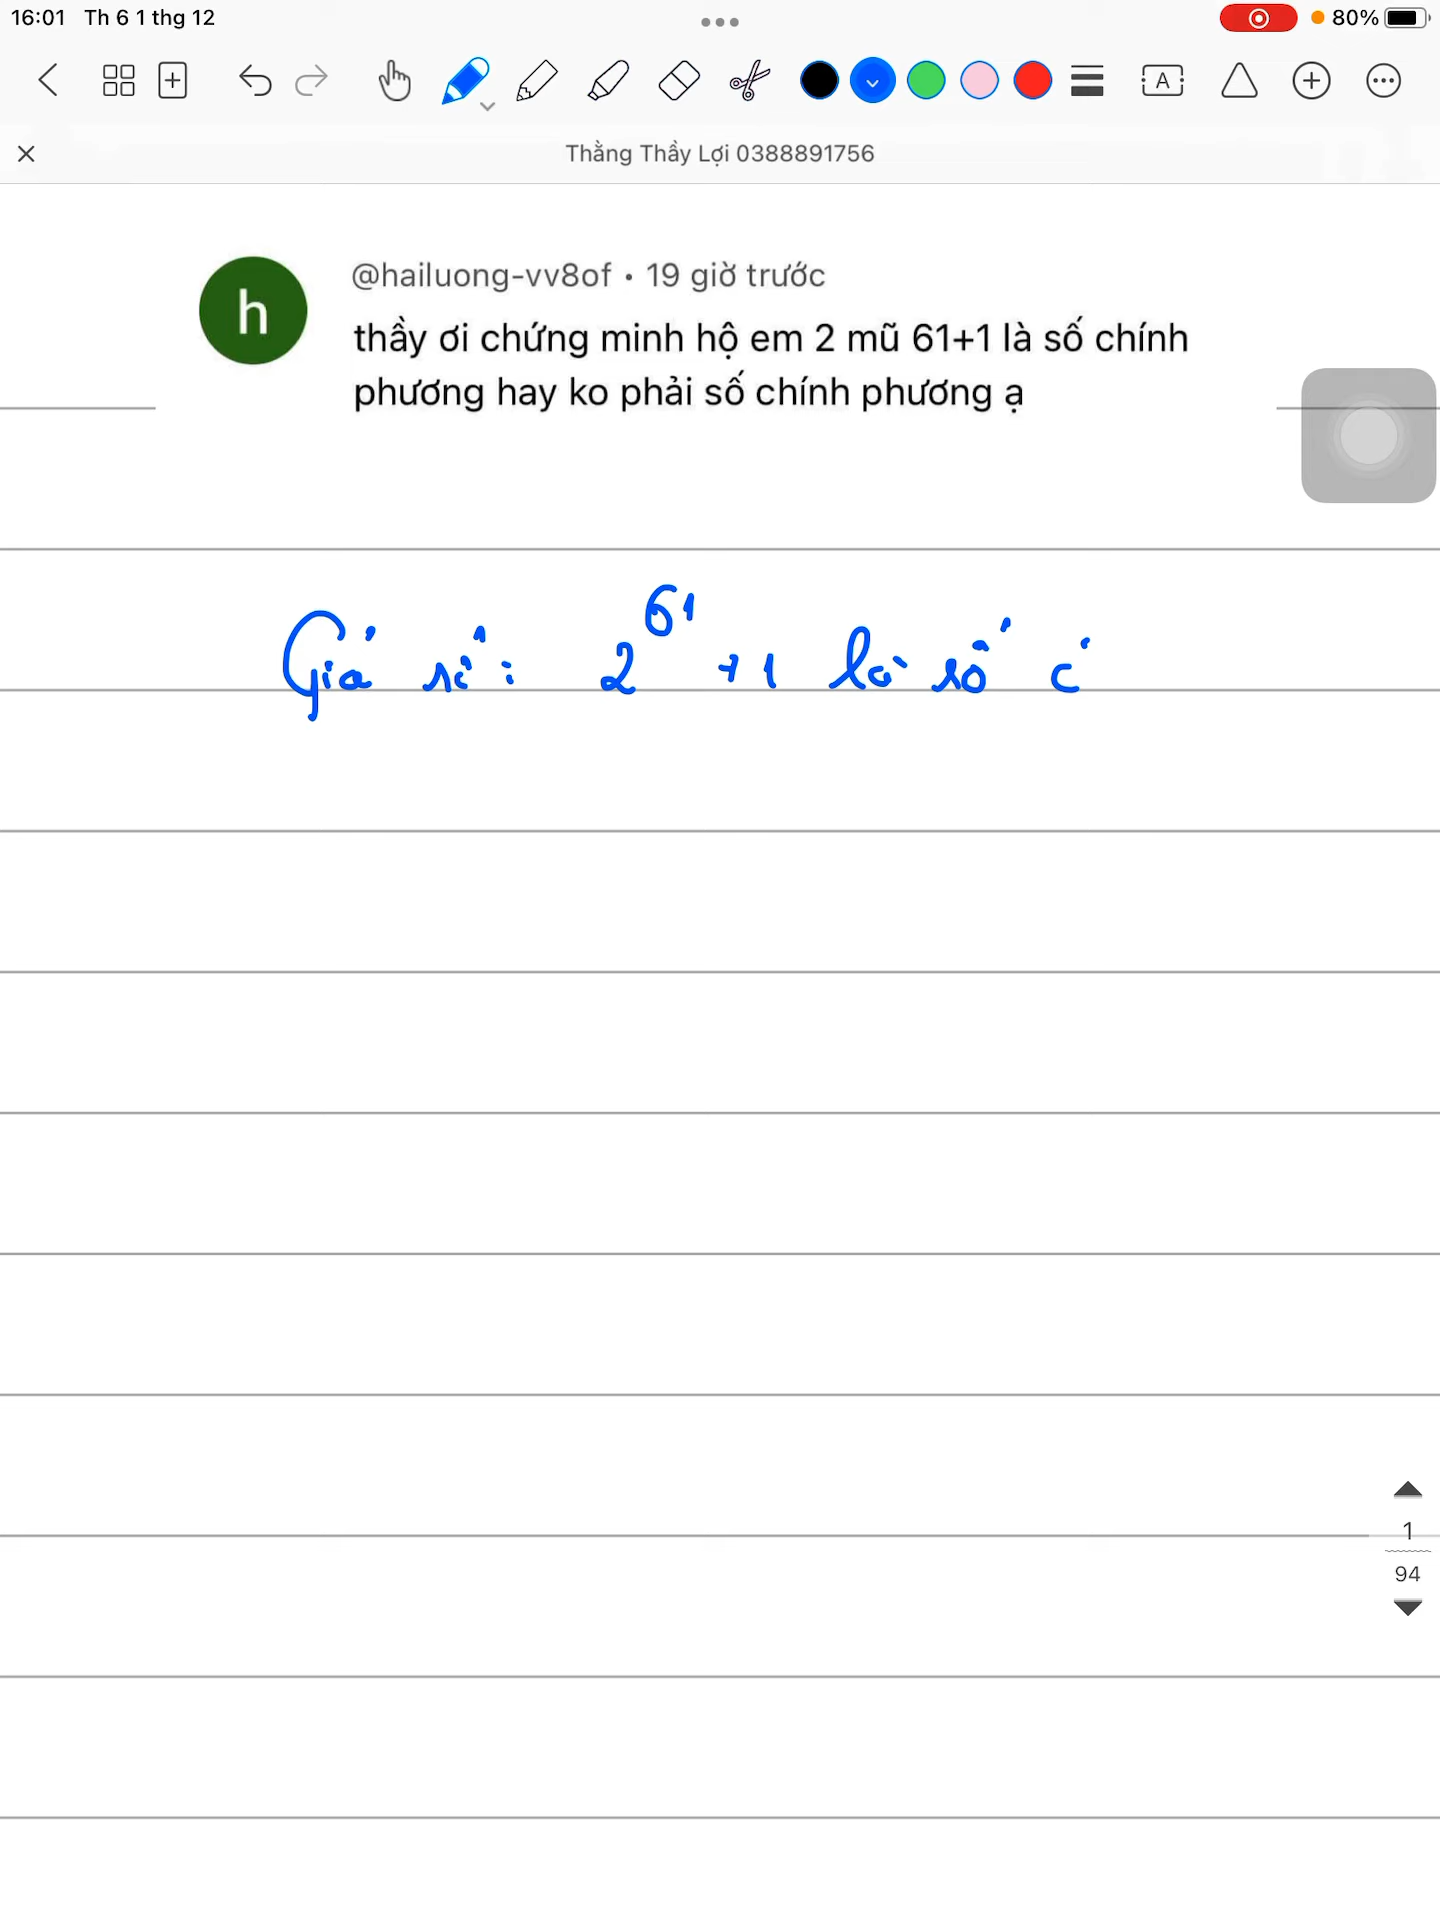 16:01 Th 6 1 thg 12 80%
A
Thằng Thầy Lợi 0388891756
h
@hailuong-vv8of • 19 giờ trước
thầy ơi chứng minh hộ em 2 mũ 61+1 là số chính
phương hay ko phải số chính phương ạ
Giả sử: 2^61 +1 là số c
1
94